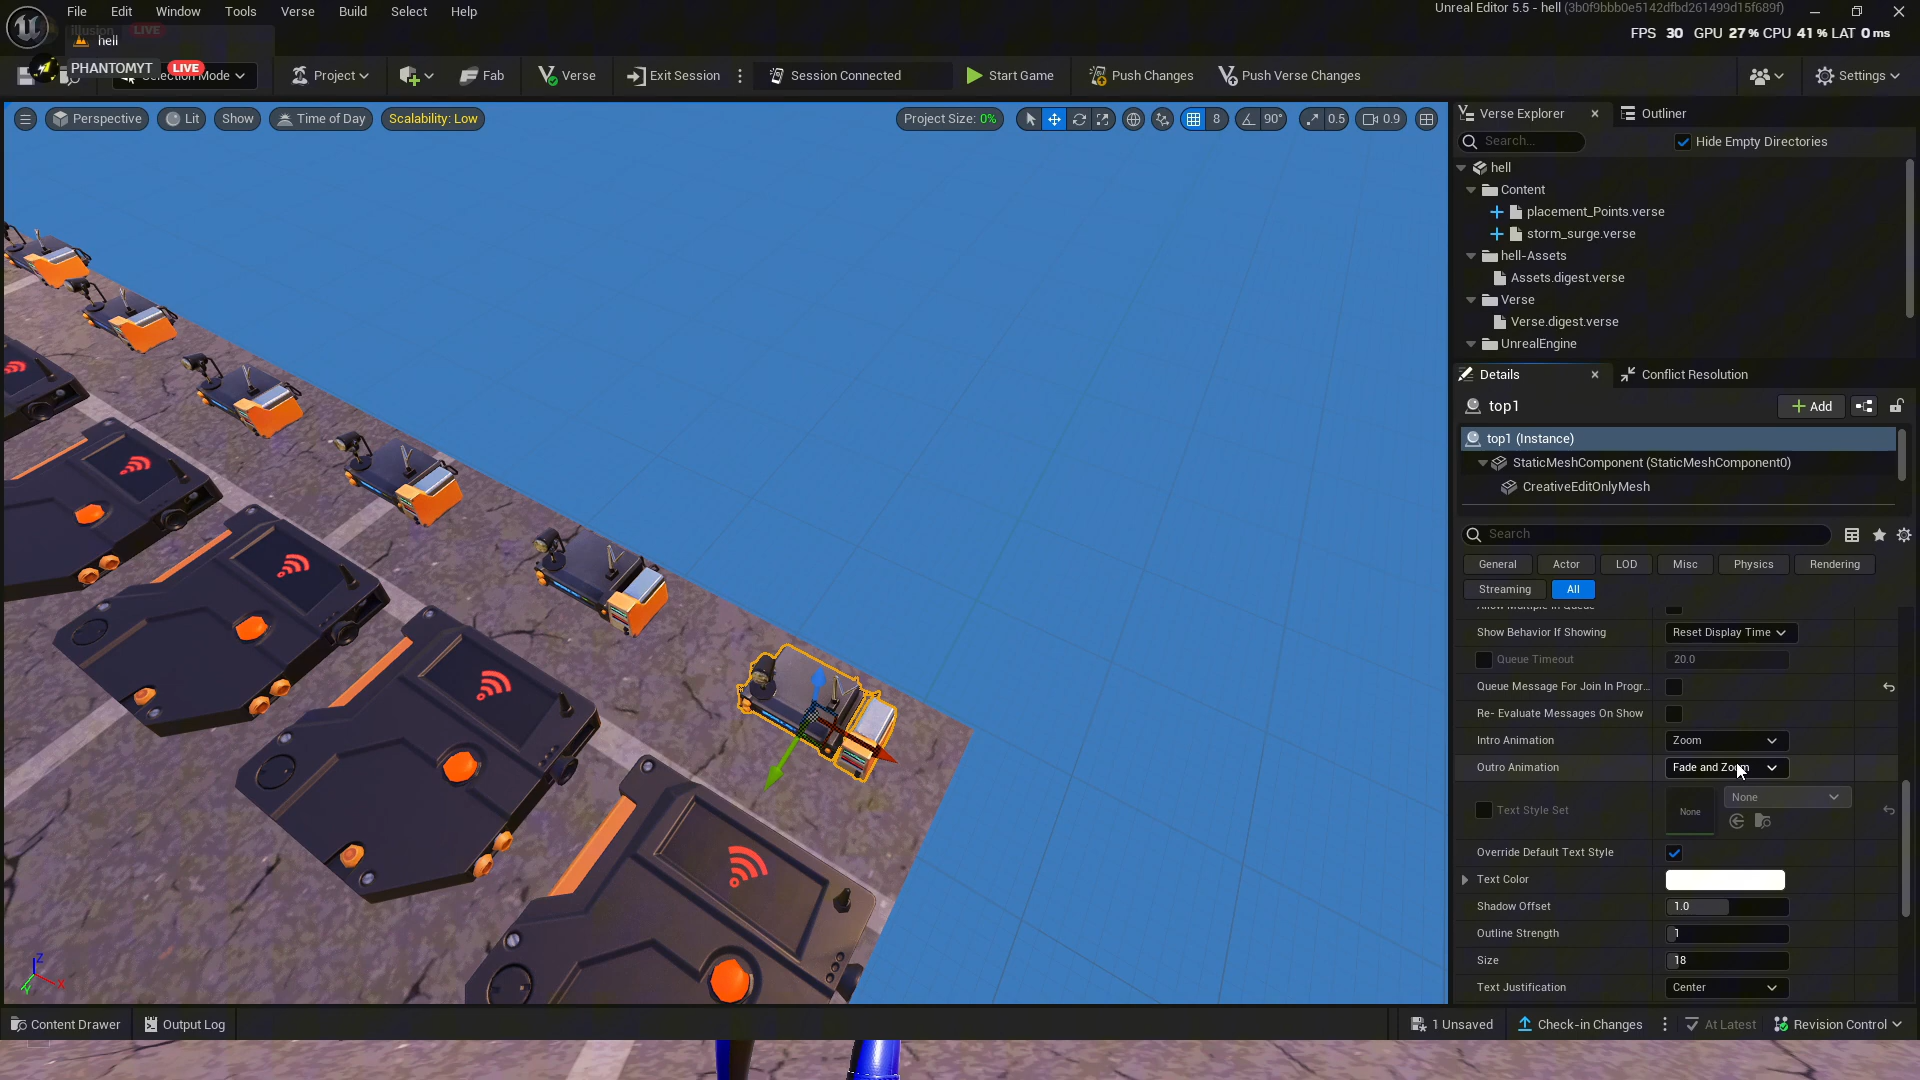 File Edit Window Tools Verse Build Select Help
Unreal Editor 5.5 - hell (3b0f9bbb0e5142dfbd261499d15f689f)
illusion LIVE
hell
FPS 30 GPU 27 % CPU 41 % LAT 0 ms
PHANTOMYT LIVE
Selection Mode
Project
Fab
Verse
Exit Session
Session Connected
Start Game
Push Changes
Push Verse Changes
Settings
Perspective Lit Show Time of Day Scalability: Low
Project Size: 0%
8 90° 0.5 0.9
Verse Explorer Outliner
Search... Hide Empty Directories
hell
Content
placement_Points.verse
storm_surge.verse
hell-Assets
Assets.digest.verse
Verse
Verse.digest.verse
UnrealEngine
Details Conflict Resolution
top1 Add
top1 (Instance)
StaticMeshComponent (StaticMeshComponent0)
CreativeEditOnlyMesh
Search
General Actor LOD Misc Physics Rendering
Streaming All
Allow Multiple In Queue
Show Behavior If Showing Reset Display Time
Queue Timeout 20.0
Queue Message For Join In Progr...
Re- Evaluate Messages On Show
Intro Animation Zoom
Outro Animation Fade and Zoom
Text Style Set None None
Override Default Text Style
Text Color
Shadow Offset 1.0
Outline Strength 1
Size 18
Text Justification Center
Z
X
Y
Content Drawer Output Log
1 Unsaved Check-in Changes At Latest Revision Control